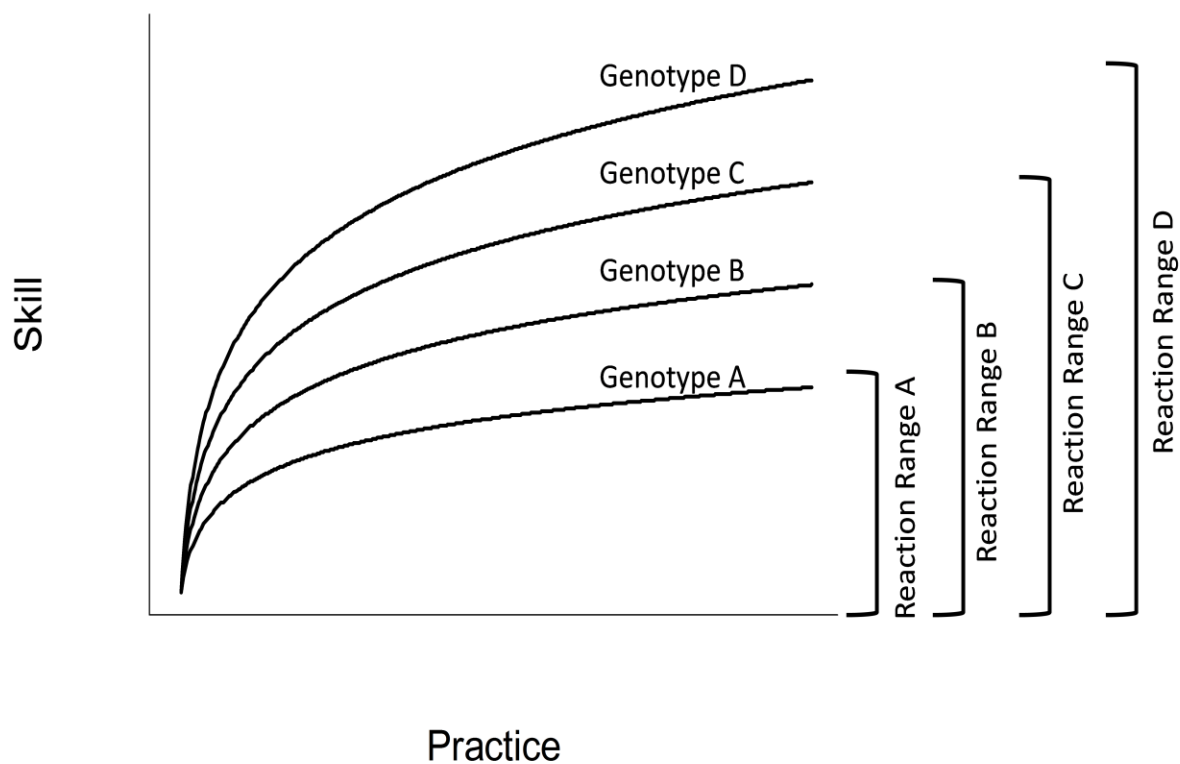 Genotype D
Genotype C
Genotype B
Genotype A
Skill
Practice
Reaction Range A
Reaction Range B
Reaction Range C
Reaction Range D